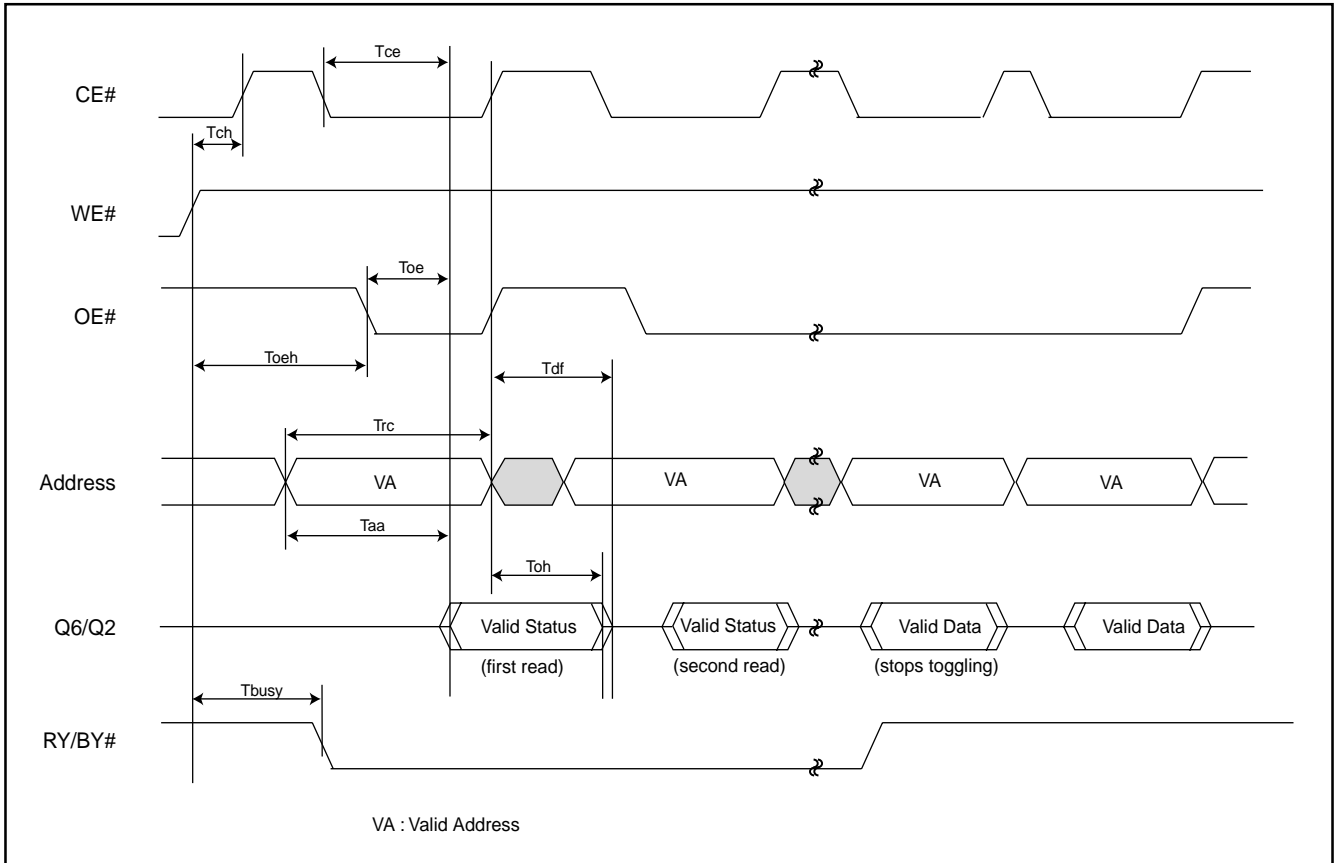 Tce
CE#
Tch
WE#
Toe
OE#
Toeh
Tdf
Trc
Address
VA
VA
VA
VA
Taa
Toh
Q6/Q2
Valid Status
Valid Status
Valid Data
Valid Data
(first read)
(second read)
(stops toggling)
Tbusy
RY/BY#
VA : Valid Address